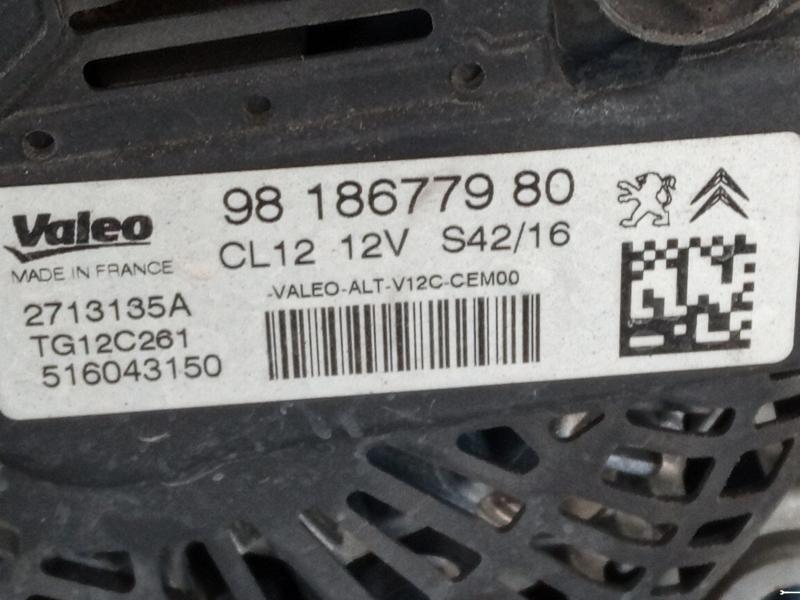 Valeo
MADE IN FRANCE
2713135A
TG12C261
516043150
98 186779 80
CL12 12V S42/16
-VALEO-ALT-V12C-CEM00